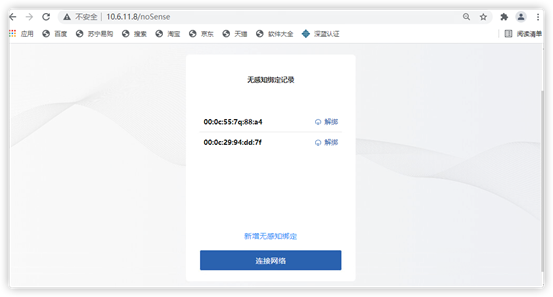 不安全 | 10.6.11.8/noSense
应用 百度 苏宁易购 搜索 淘宝 京东 天猫 软件大全 深蓝认证 阅读清单
无感知绑定记录
00:0c:55:7q:88:a4 解绑
00:0c:29:94:dd:7f 解绑
新增无感知绑定
连接网络